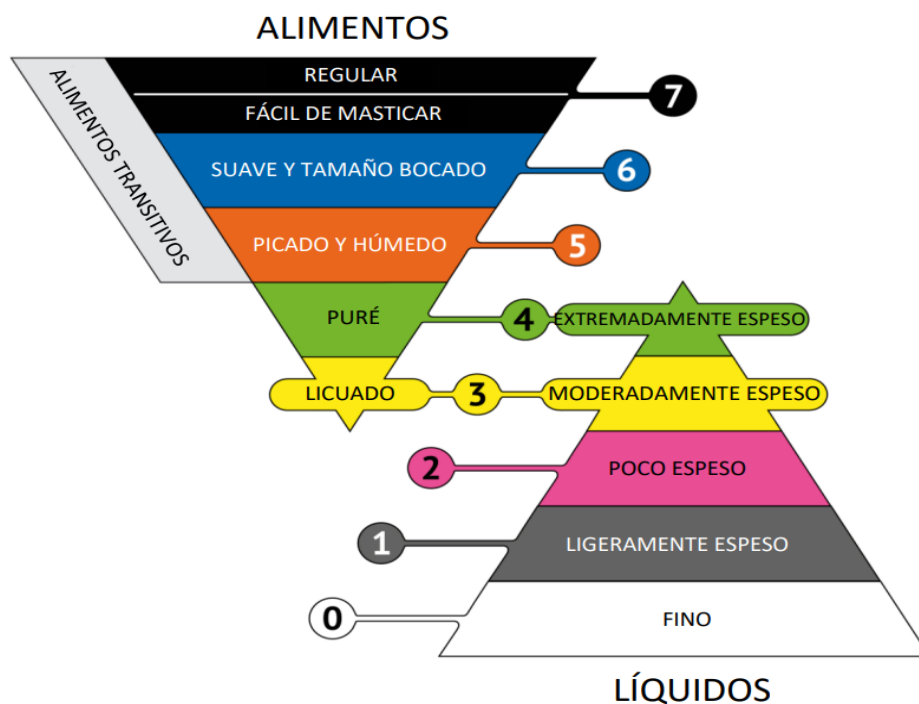 ALIMENTOS
ALIMENTOS TRANSITIVOS
REGULAR
FÁCIL DE MASTICAR
7
SUAVE Y TAMAÑO BOCADO
6
PICADO Y HÚMEDO
5
PURÉ
4
EXTREMADAMENTE ESPESO
LICUADO
3
MODERADAMENTE ESPESO
2
POCO ESPESO
1
LIGERAMENTE ESPESO
0
FINO
LÍQUIDOS